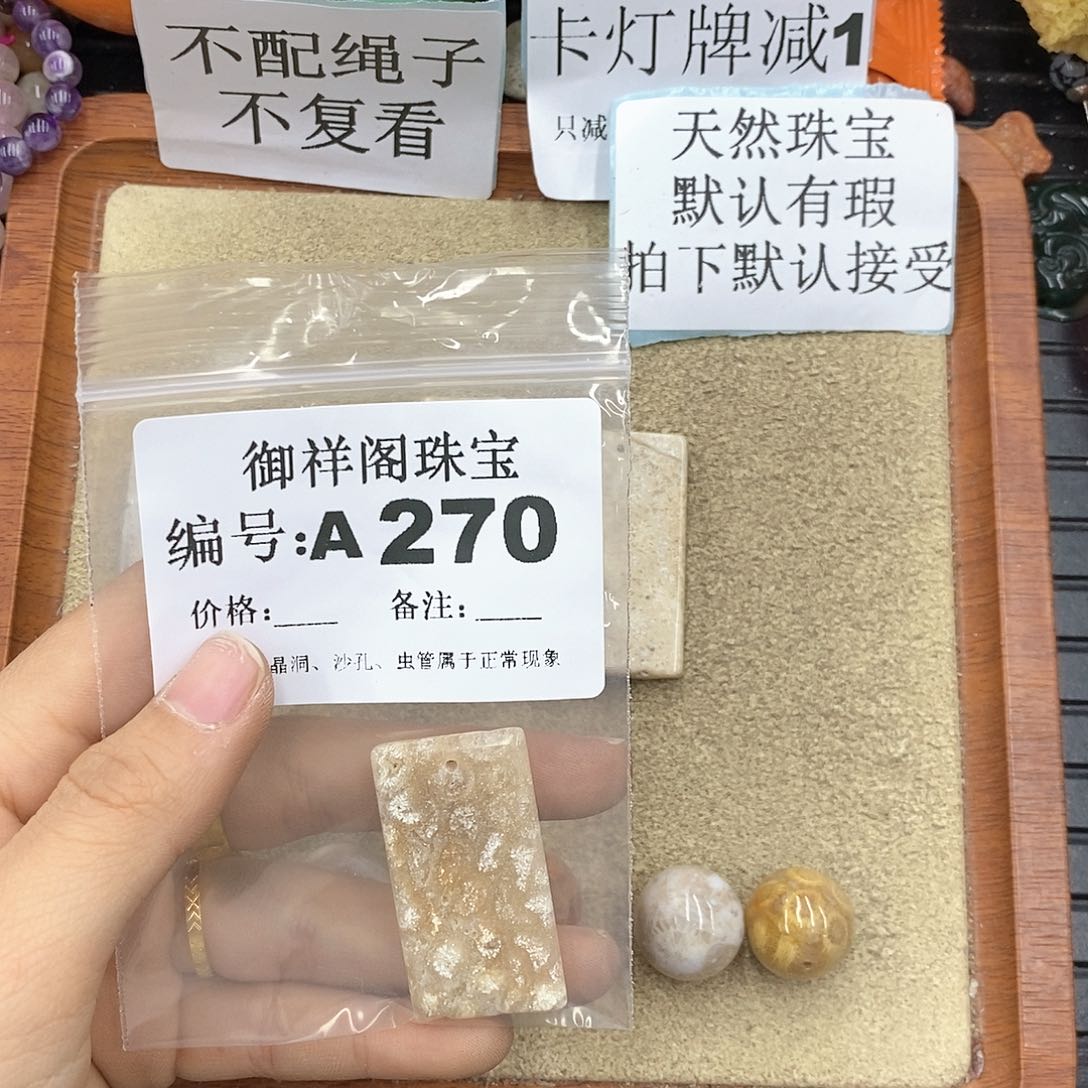 不配绳子
不复看
卡灯牌减1
只减
天然珠宝
默认有瑕
拍下默认接受
御祥阁珠宝
编号:A270
价格:____ 备注:____
晶洞、沙孔、虫管属于正常现象